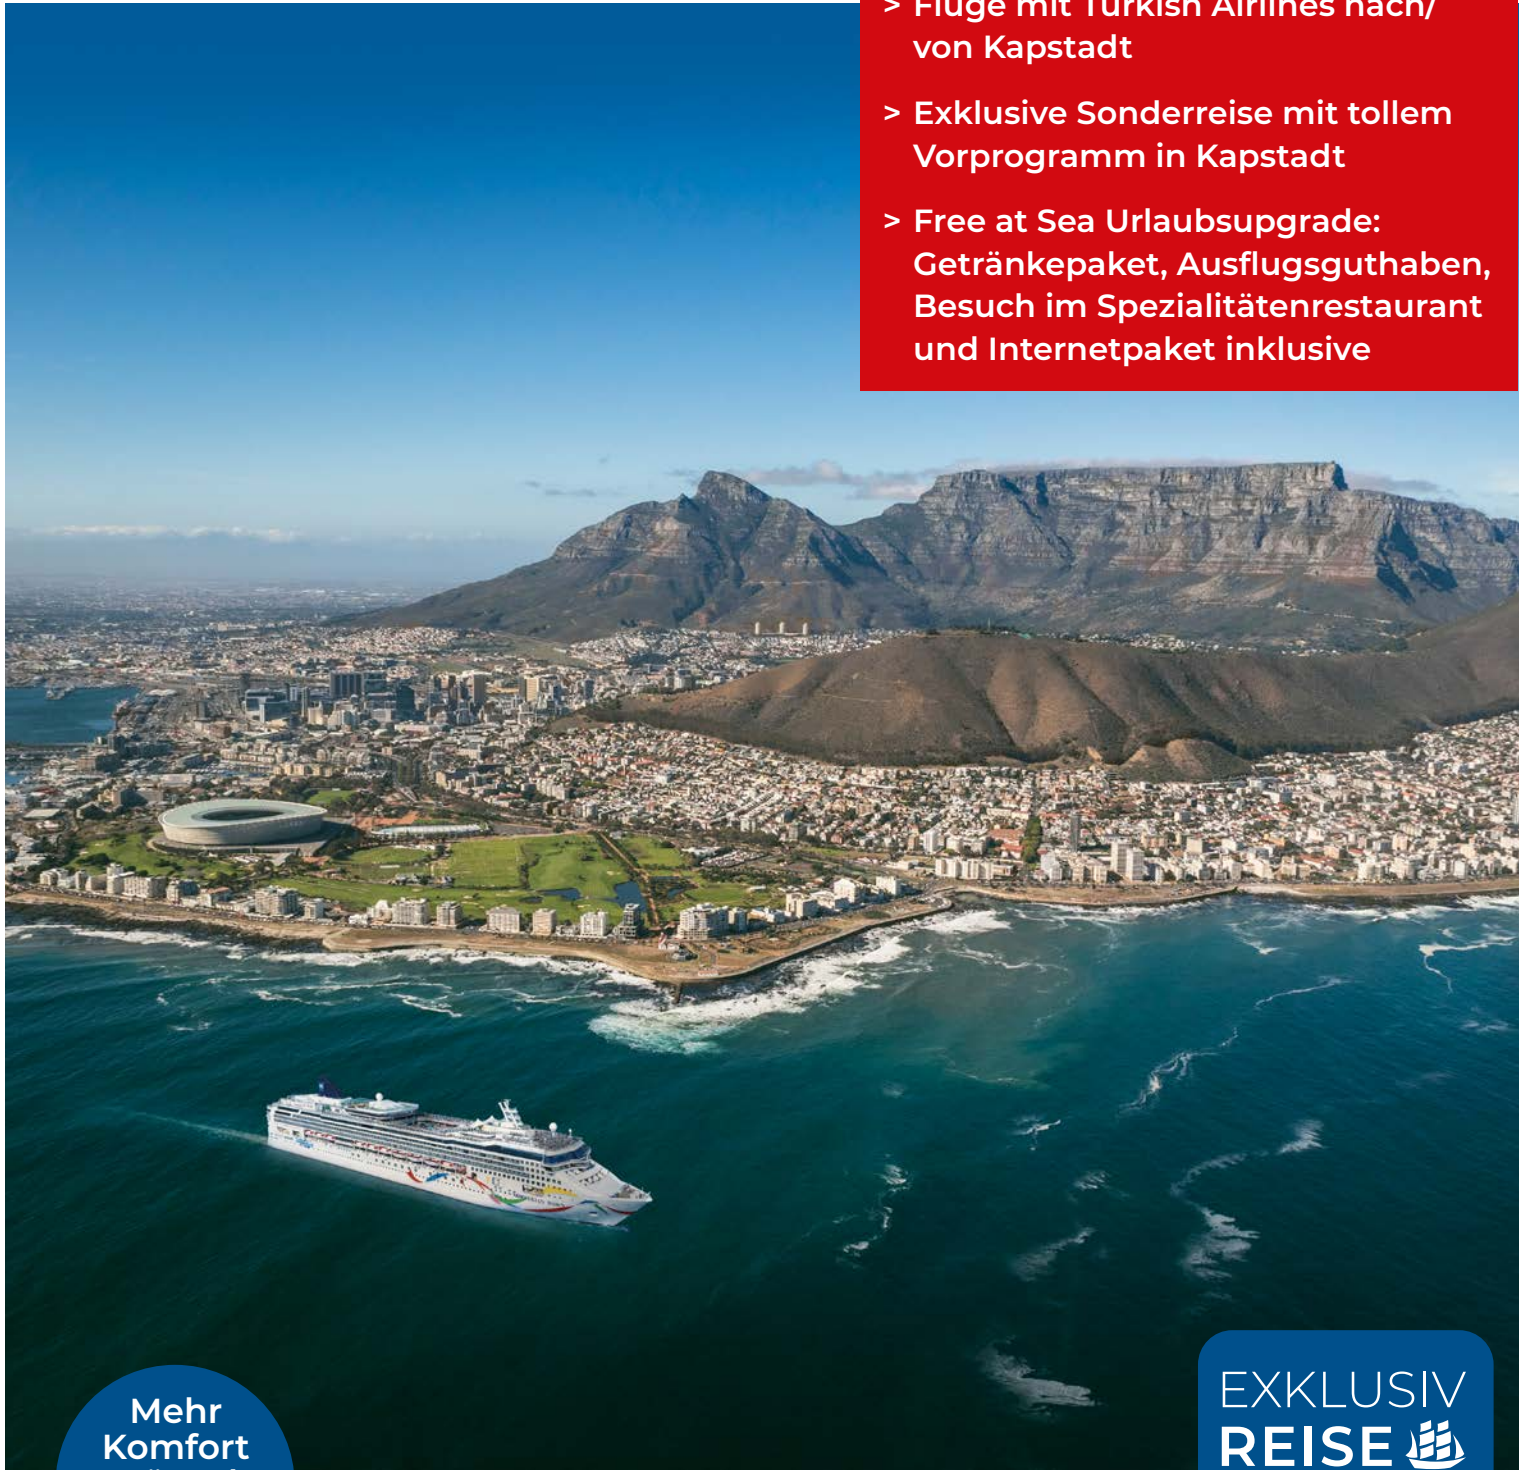 > Flüge mit Turkish Airlines nach/
von Kapstadt
> Exklusive Sonderreise mit tollem
Vorprogramm in Kapstadt
> Free at Sea Urlaubsupgrade:
Getränkepaket, Ausflugsguthaben,
Besuch im Spezialitätenrestaurant
und Internetpaket inklusive
Mehr
Komfort
EXKLUSIV
REISE